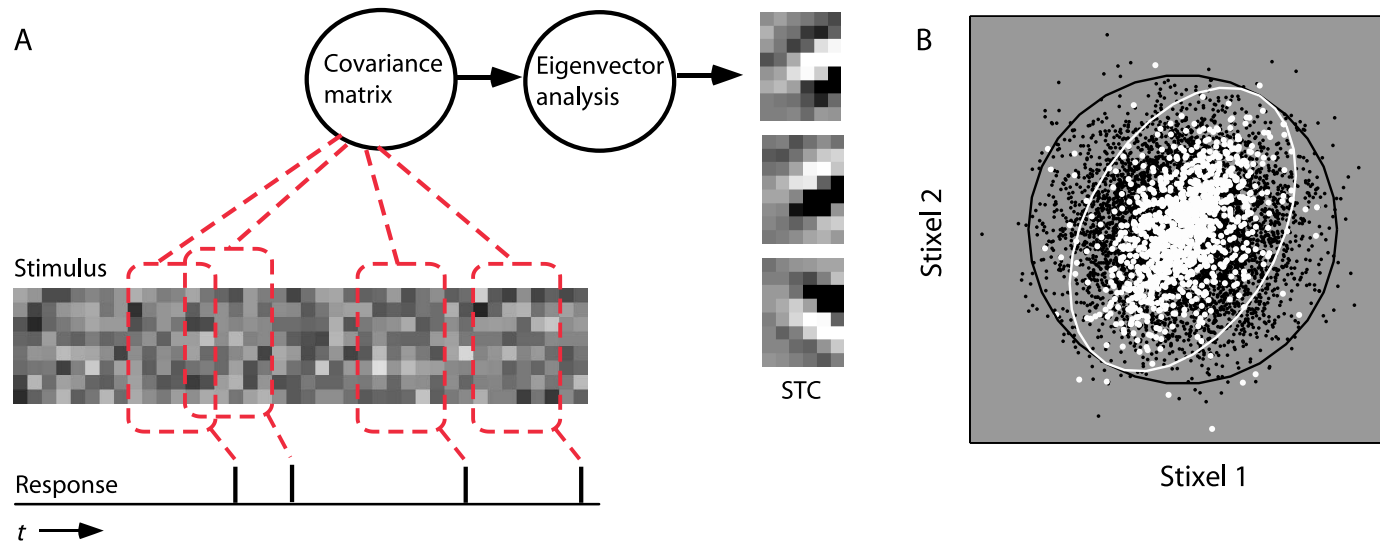 A
Covariance
matrix
Eigenvector
analysis
Stimulus
STC
Response
t
B
Stixel 2
Stixel 1